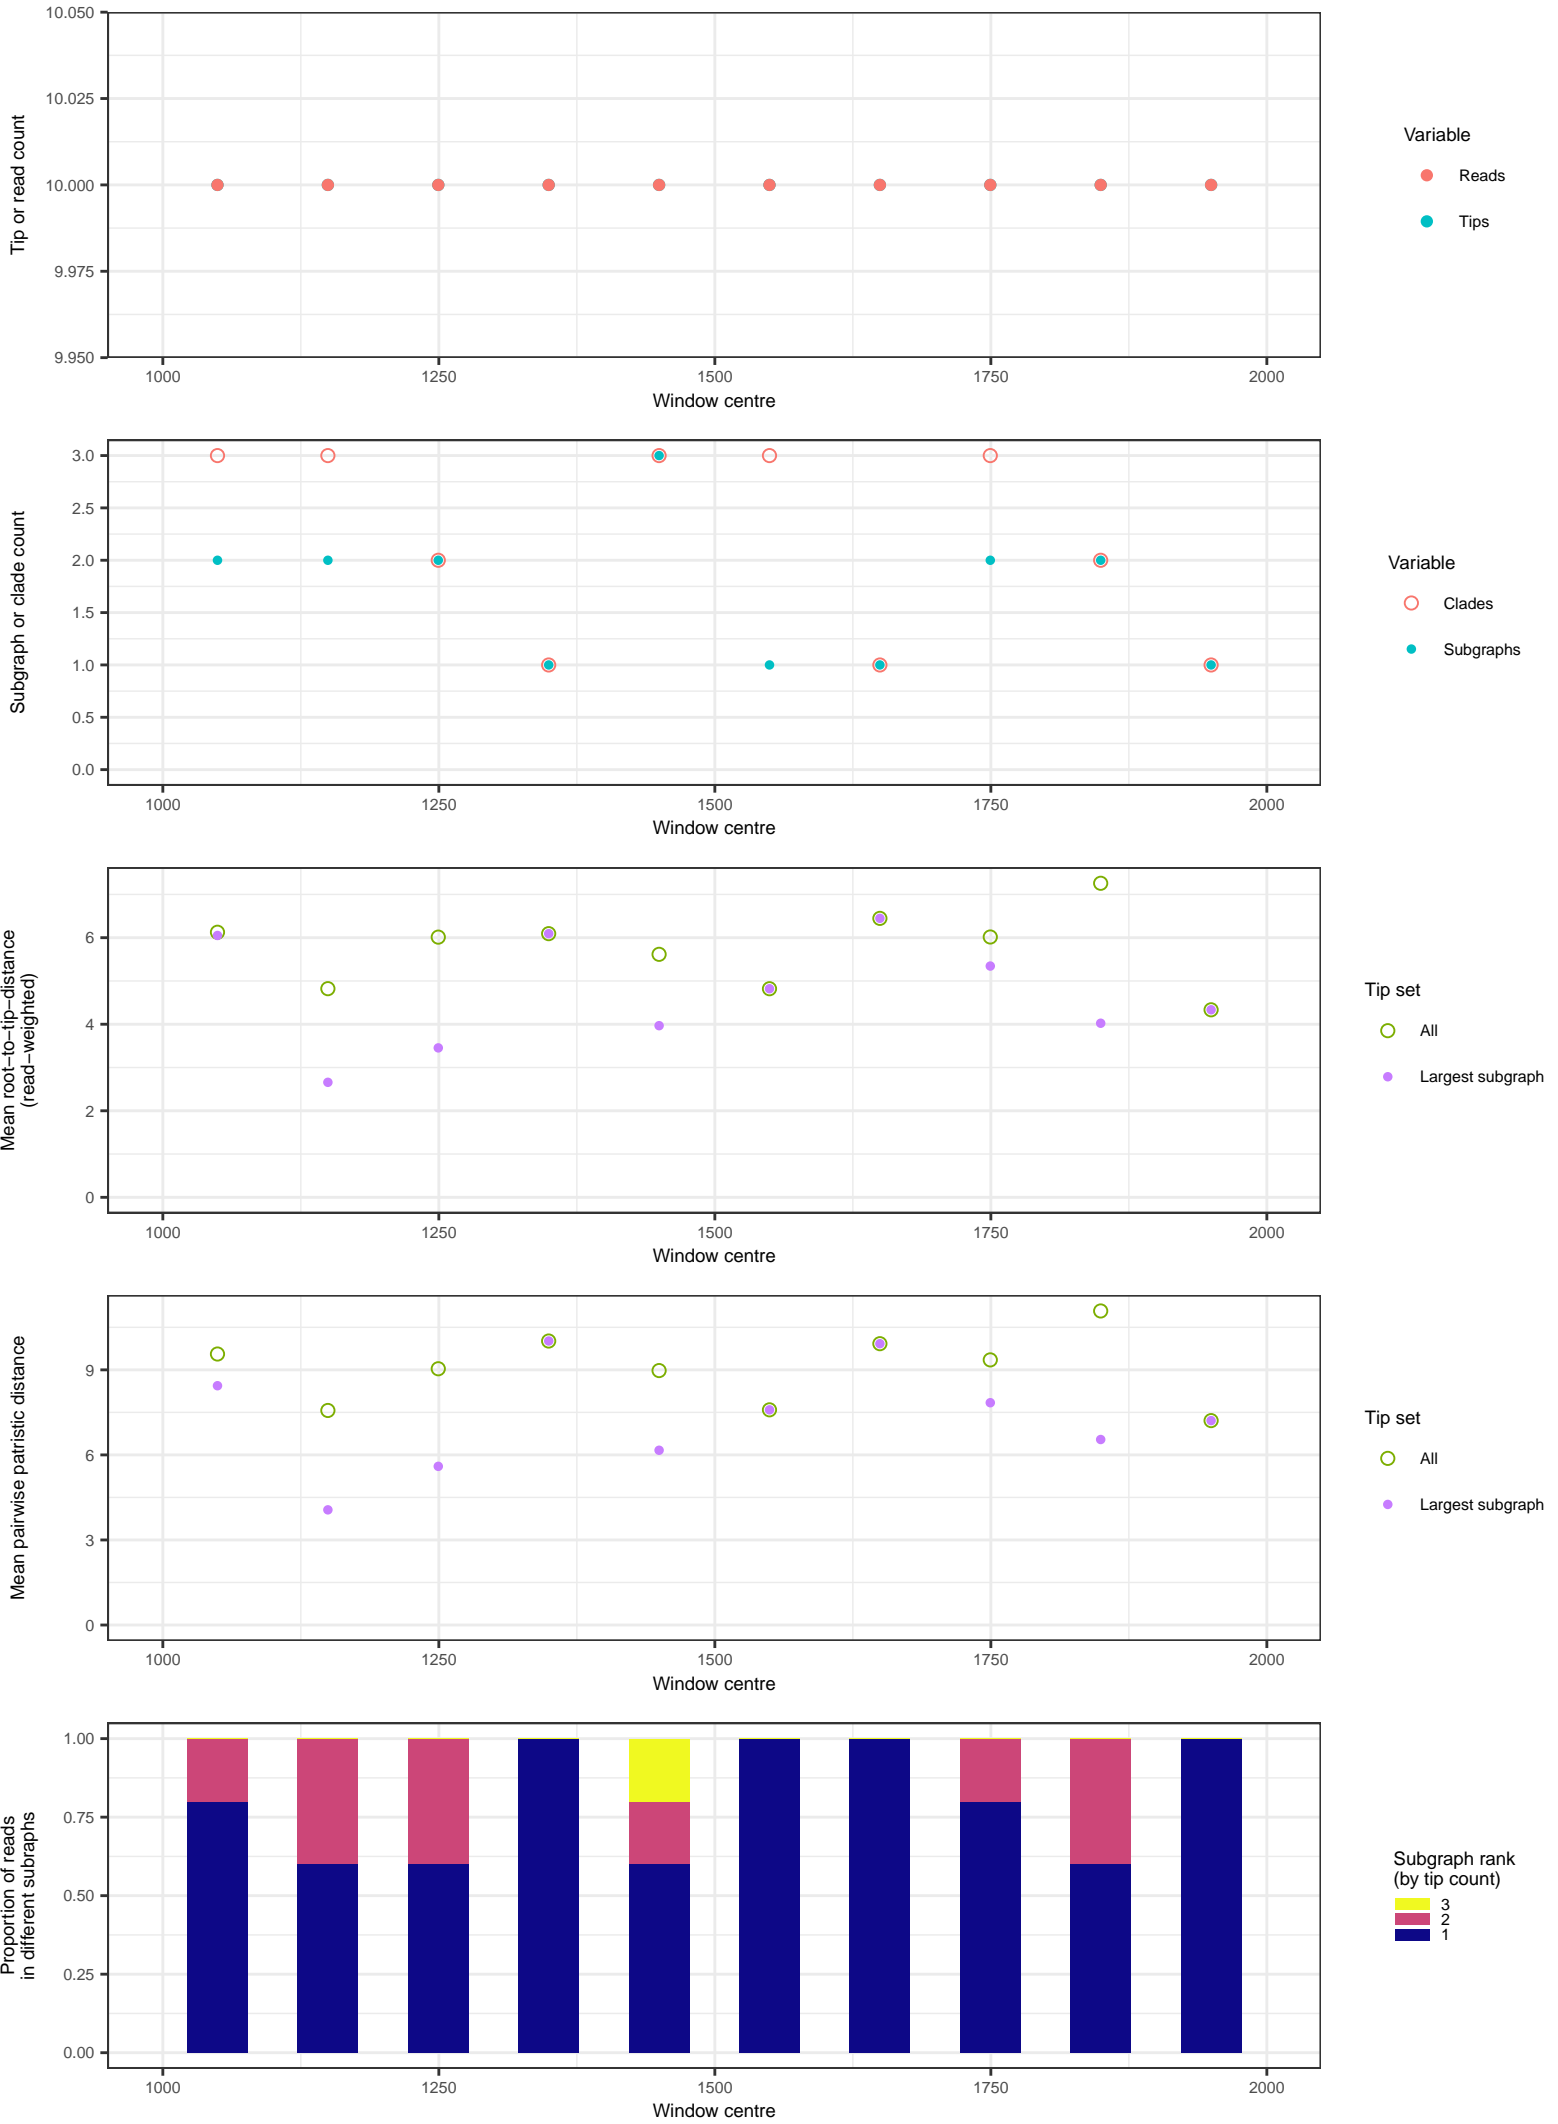 10.050
10.025
10.000
9.975
9.950
Tip or read count
1000 1250 1500 1750 2000
Window centre
Variable
Reads
Tips
3.0
2.5
2.0
1.5
1.0
0.5
0.0
Subgraph or clade count
1000 1250 1500 1750 2000
Window centre
Variable
Clades
Subgraphs
6
4
2
0
Mean root−to−tip−distance
(read−weighted)
1000 1250 1500 1750 2000
Window centre
Tip set
All
Largest subgraph
9
6
3
0
Mean pairwise patristic distance
1000 1250 1500 1750 2000
Window centre
Tip set
All
Largest subgraph
1.00
0.75
0.50
0.25
0.00
Proportion of reads
in different subraphs
1000 1250 1500 1750 2000
Window centre
Subgraph rank
(by tip count)
3
2
1